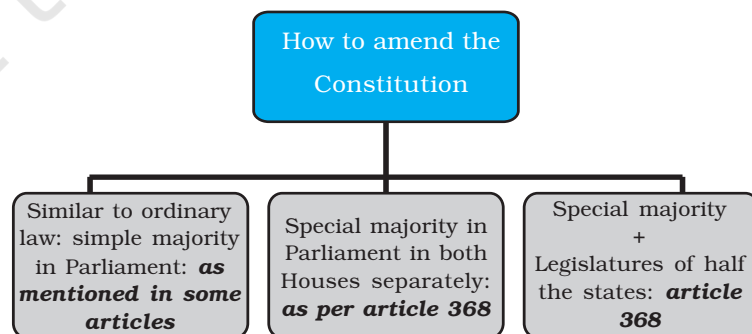 How to amend the
Constitution
Similar to ordinary
law: simple majority
in Parliament: as
mentioned in some
articles
Special majority in
Parliament in both
Houses separately:
as per article 368
Special majority
+
Legislatures of half
the states: article
368